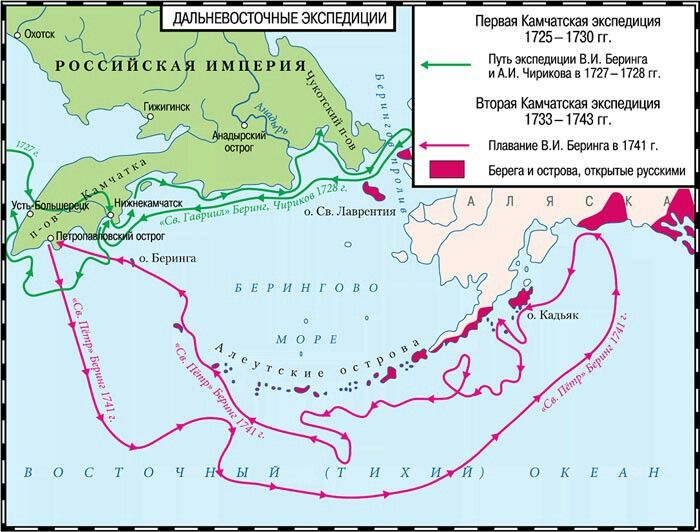 ДАЛЬНЕВОСТОЧНЫЕ ЭКСПЕДИЦИИ
Первая Камчатская экспедиция
1725 – 1730 гг.
Путь экспедиции В.И. Беринга
и А.И. Чирикова в 1727 – 1728 гг.
Вторая Камчатская экспедиция
1733 – 1743 гг.
Плавание В.И. Беринга в 1741 г.
Берега и острова, открытые русскими
Охотск
РОССИЙСКАЯ ИМПЕРИЯ
Чукотский п-ов
Берингов пролив
Гижигинск
Анадырь
Анадырский
острог
1727 г.
п-ов Камчатка
Усть-Большерецк
Нижнекамчатск
Петропавловский острог
«Св. Гавриил» Беринг, Чириков 1728 г.
о. Св. Лаврентия
АЛЯСКА
о. Беринга
БЕРИНГОВО
МОРЕ
о. Кадьяк
Алеутские острова
«Св. Пётр» Беринг 1741 г.
«Св. Пётр» Беринг 1741 г.
«Св. Пётр» Беринг 1741 г.
ВОСТОЧНЫЙ (ТИХИЙ) ОКЕАН